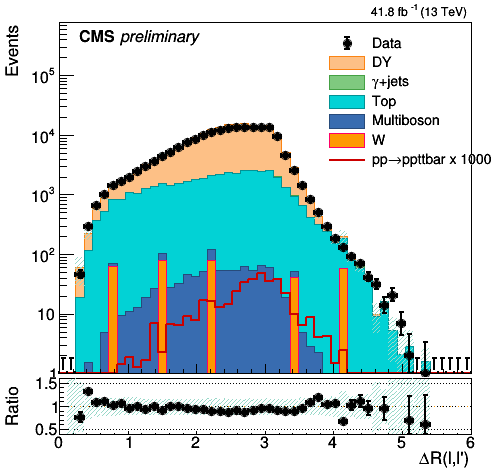 41.8 fb⁻¹ (13 TeV)
CMS preliminary
Events
Data
DY
γ+jets
Top
Multiboson
W
pp→ppttbar x 1000
10⁵
10⁴
10³
10²
10
1
Ratio
1.5
1
0.5
0 1 2 3 4 5 6
ΔR(l,l')